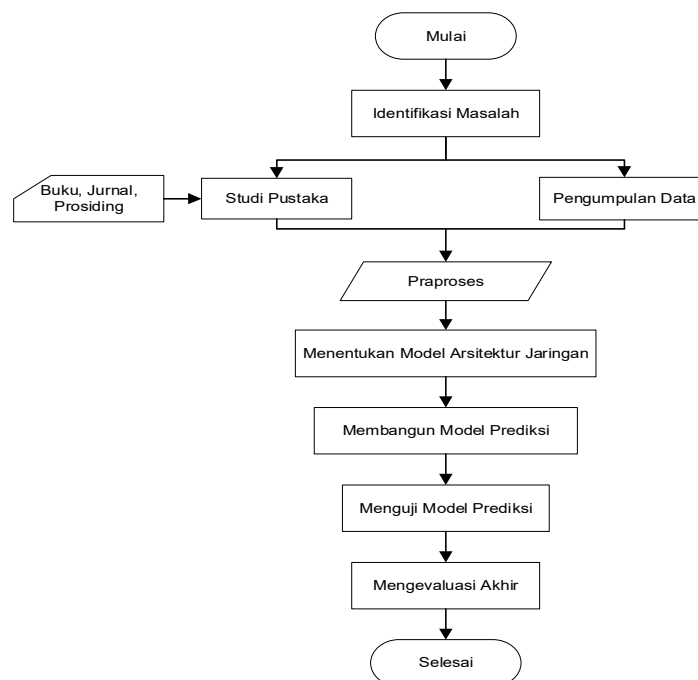 Mulai
Identifikasi Masalah
Buku, Jurnal,
Prosiding
Studi Pustaka
Pengumpulan Data
Praproses
Menentukan Model Arsitektur Jaringan
Membangun Model Prediksi
Menguji Model Prediksi
Mengevaluasi Akhir
Selesai